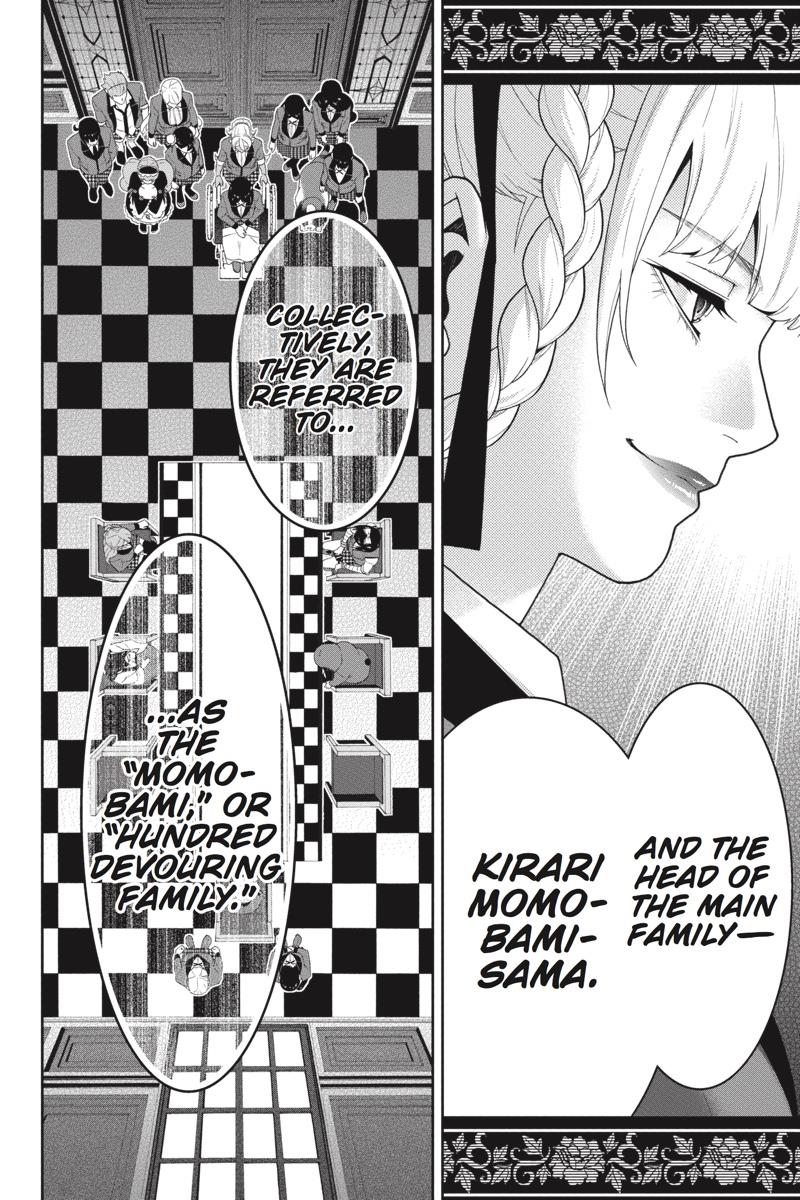 AND THE
HEAD OF
THE MAIN
FAMILY—
KIRARI
MOMO-
BAMI-
SAMA.
COLLEC-
TIVELY,
THEY ARE
REFERRED
TO...
...AS
THE
"MOMO-
BAMI," OR
"HUNDRED
DEVOURING
FAMILY."